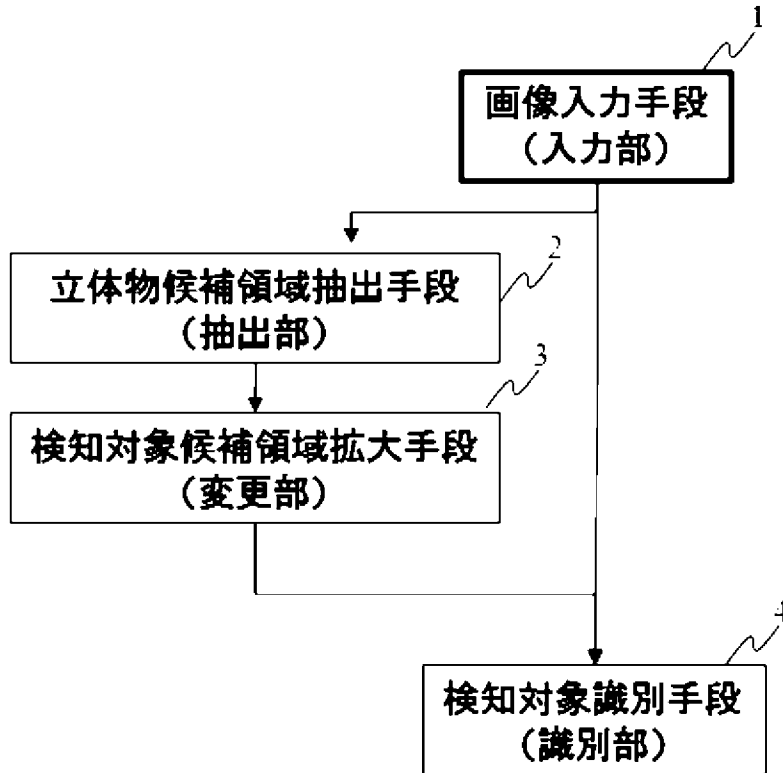 1
画像入力手段
（入力部）
2
立体物候補領域抽出手段
（抽出部）
3
検知対象候補領域拡大手段
（変更部）
4
検知対象識別手段
（識別部）